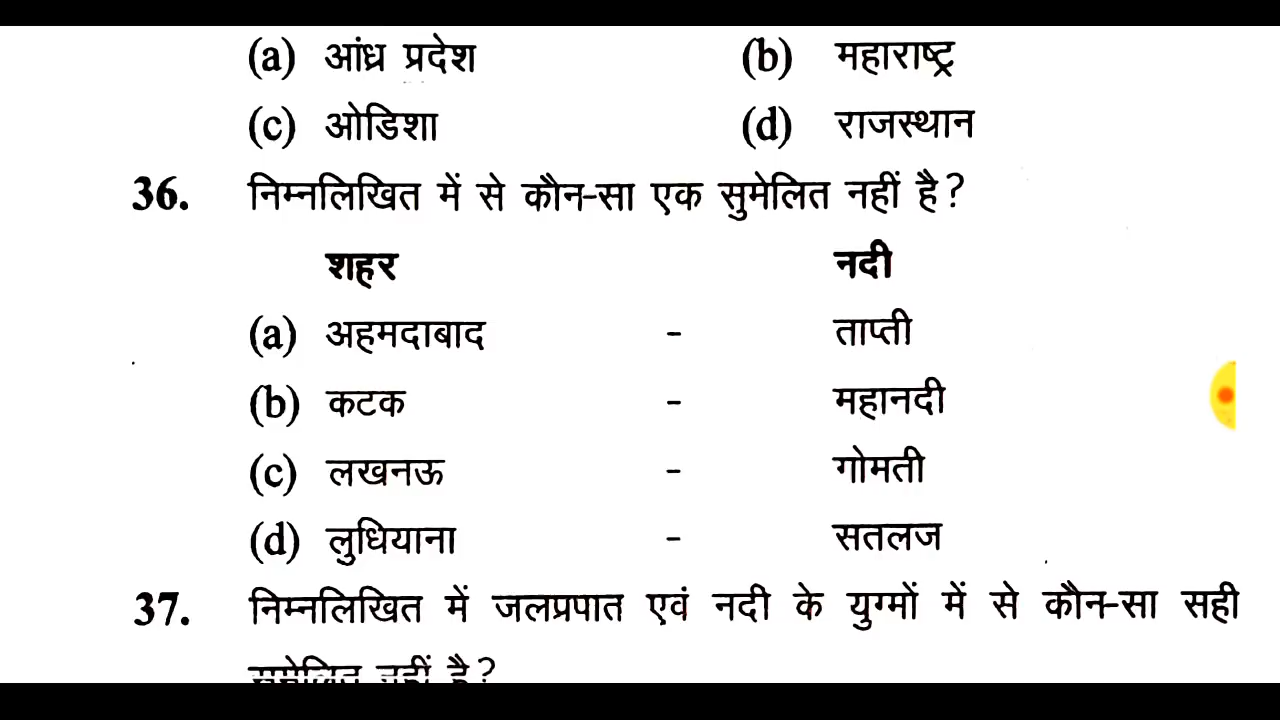 (a) आंध्र प्रदेश (b) महाराष्ट्र
(c) ओडिशा (d) राजस्थान
36. निम्नलिखित में से कौन-सा एक सुमेलित नहीं है?
शहर नदी
(a) अहमदाबाद - ताप्ती
(b) कटक - महानदी
(c) लखनऊ - गोमती
(d) लुधियाना - सतलज
37. निम्नलिखित में जलप्रपात एवं नदी के युग्मों में से कौन-सा सही
सुमेलित नहीं है?